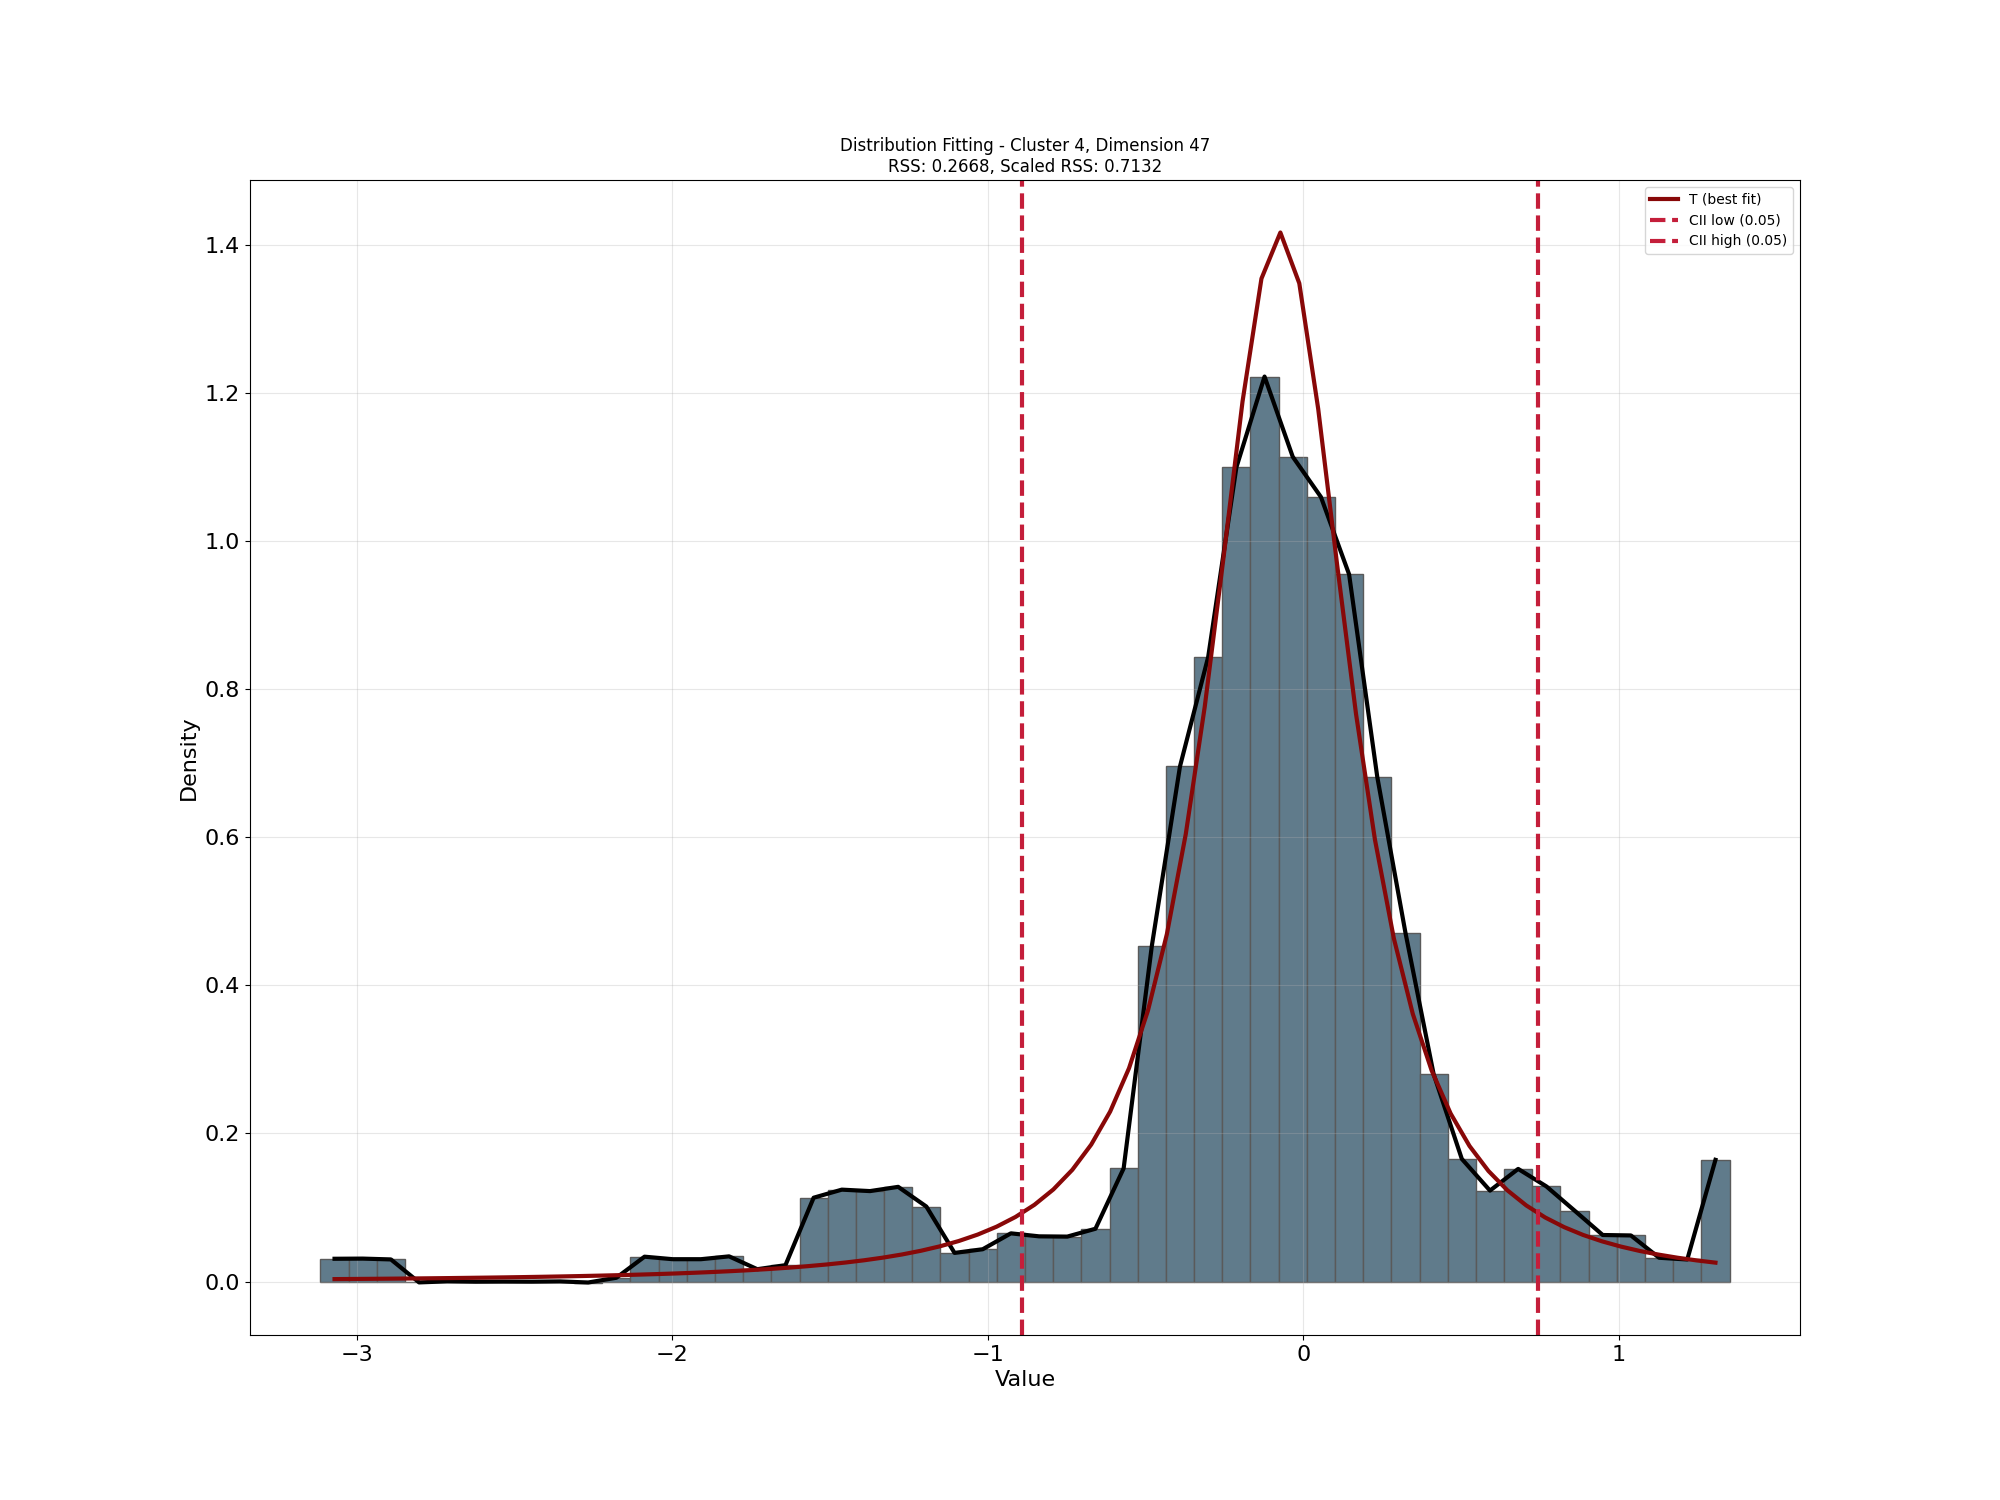 Distribution Fitting - Cluster 4, Dimension 47
RSS: 0.2668, Scaled RSS: 0.7132
T (best fit)
CII low (0.05)
CII high (0.05)
1.4
1.2
1.0
0.8
0.6
0.4
0.2
0.0
Density
−3
−2
−1
0
1
Value